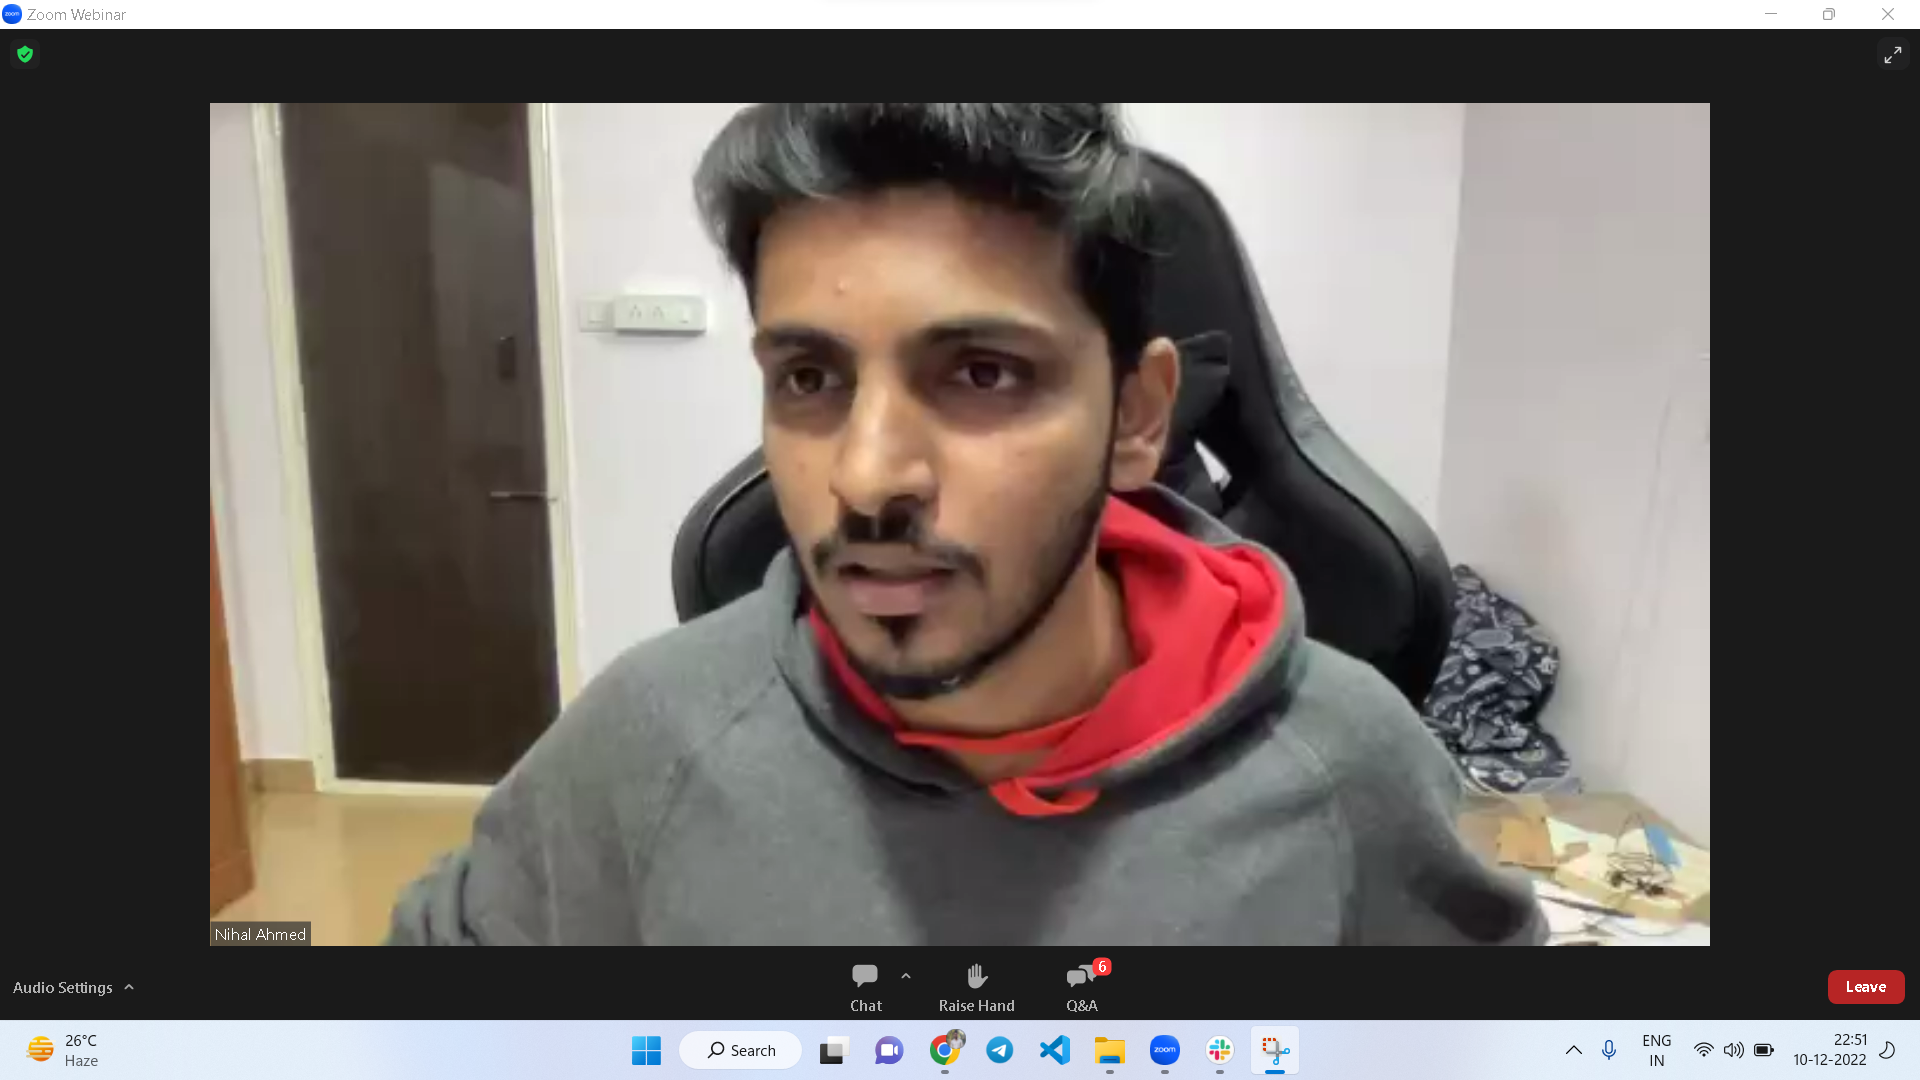 Zoom Webinar
Nihal Ahmed
Audio Settings
Chat
Raise Hand
6
Q&A
Leave
26°C
Haze
Search
zoom
ENG
IN
22:51
10-12-2022